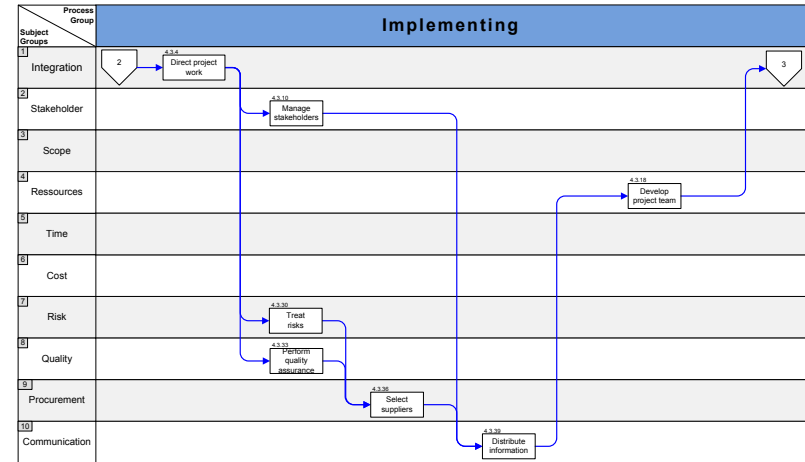 Process
Group
Subject
Groups
Implementing
1
Integration
2
4.3.4
Direct project
work
3
2
Stakeholder
4.3.10
Manage
stakeholders
3
Scope
4
Ressources
4.3.18
Develop
project team
5
Time
6
Cost
7
Risk
4.3.30
Treat
risks
8
Quality
4.3.33
Perform
quality
assurance
9
Procurement
4.3.36
Select
suppliers
10
Communication
4.3.39
Distribute
information